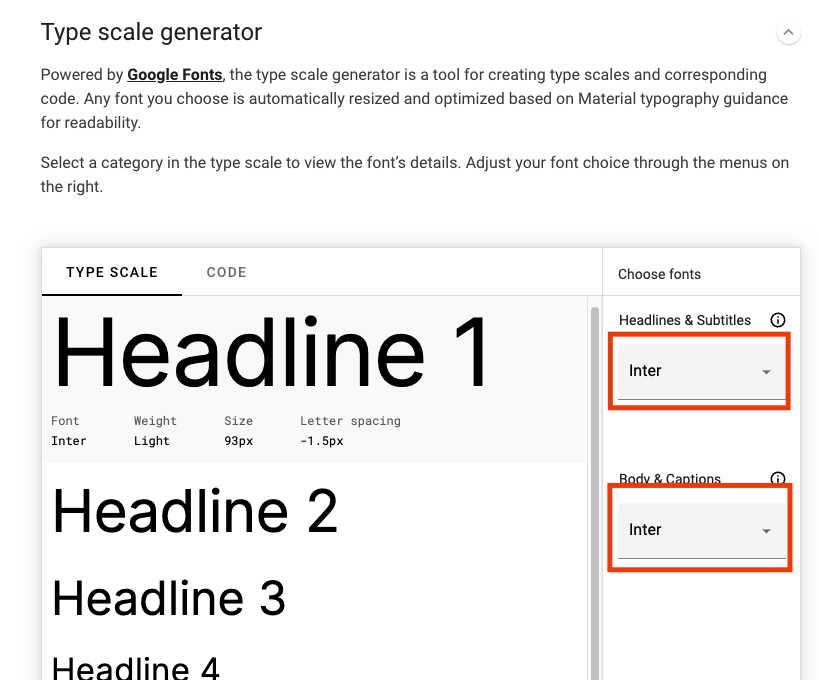 Type scale generator
Powered by Google Fonts, the type scale generator is a tool for creating type scales and corresponding
code. Any font you choose is automatically resized and optimized based on Material typography guidance
for readability.
Select a category in the type scale to view the font’s details. Adjust your font choice through the menus on
the right.
TYPE SCALE CODE
Choose fonts
Headline 1
Font Weight Size Letter spacing
Inter Light 93px -1.5px
Headline 2
Headline 3
Headline 4
Headlines & Subtitles
Inter
Body & Captions
Inter